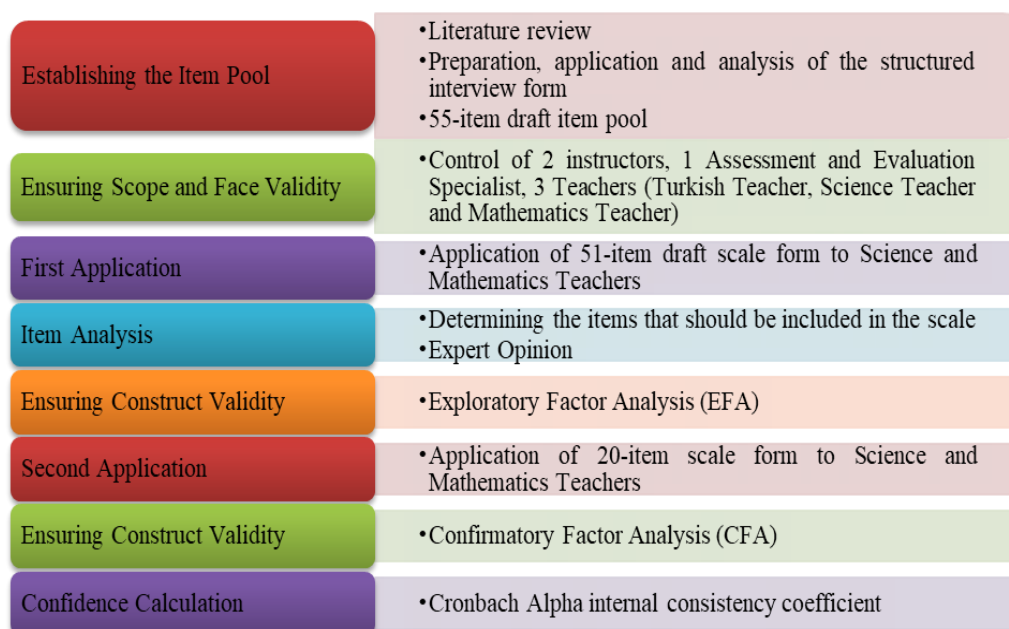 Establishing the Item Pool
•Literature review
•Preparation, application and analysis of the structured
interview form
•55-item draft item pool
Ensuring Scope and Face Validity
•Control of 2 instructors, 1 Assessment and Evaluation
Specialist, 3 Teachers (Turkish Teacher, Science Teacher
and Mathematics Teacher)
First Application
•Application of 51-item draft scale form to Science and
Mathematics Teachers
Item Analysis
•Determining the items that should be included in the scale
•Expert Opinion
Ensuring Construct Validity
•Exploratory Factor Analysis (EFA)
Second Application
•Application of 20-item scale form to Science and
Mathematics Teachers
Ensuring Construct Validity
•Confirmatory Factor Analysis (CFA)
Confidence Calculation
•Cronbach Alpha internal consistency coefficient